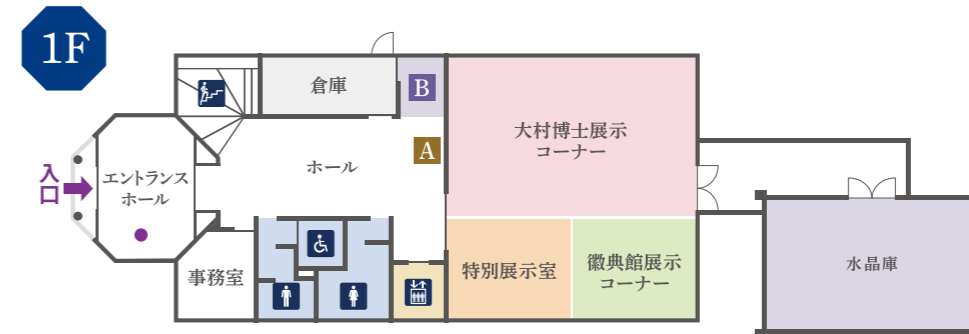 1F
倉庫
B
大村博士展示
コーナー
A
ホール
入口
エントランス
ホール
事務室
特別展示室
徽典館展示
コーナー
水晶庫